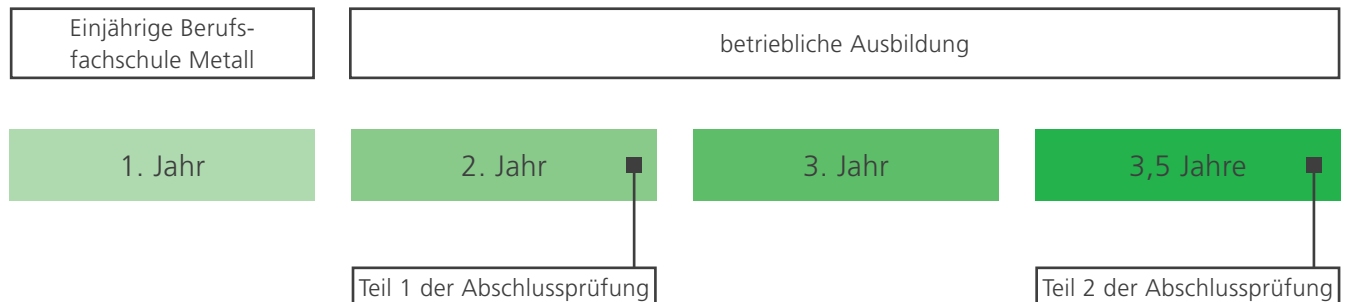 Einjährige Berufs-
fachschule Metall
betriebliche Ausbildung
1. Jahr
2. Jahr
3. Jahr
3,5 Jahre
Teil 1 der Abschlussprüfung
Teil 2 der Abschlussprüfung